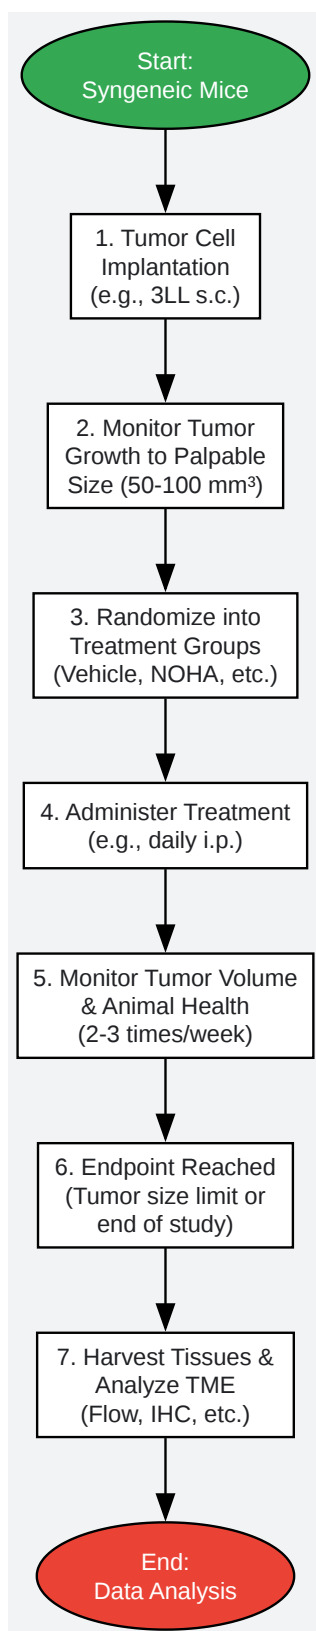 Start:
Syngeneic Mice
1. Tumor Cell
Implantation
(e.g., 3LL s.c.)
2. Monitor Tumor
Growth to Palpable
Size (50-100 mm³)
3. Randomize into
Treatment Groups
(Vehicle, NOHA, etc.)
4. Administer Treatment
(e.g., daily i.p.)
5. Monitor Tumor Volume
& Animal Health
(2-3 times/week)
6. Endpoint Reached
(Tumor size limit or
end of study)
7. Harvest Tissues &
Analyze TME
(Flow, IHC, etc.)
End:
Data Analysis